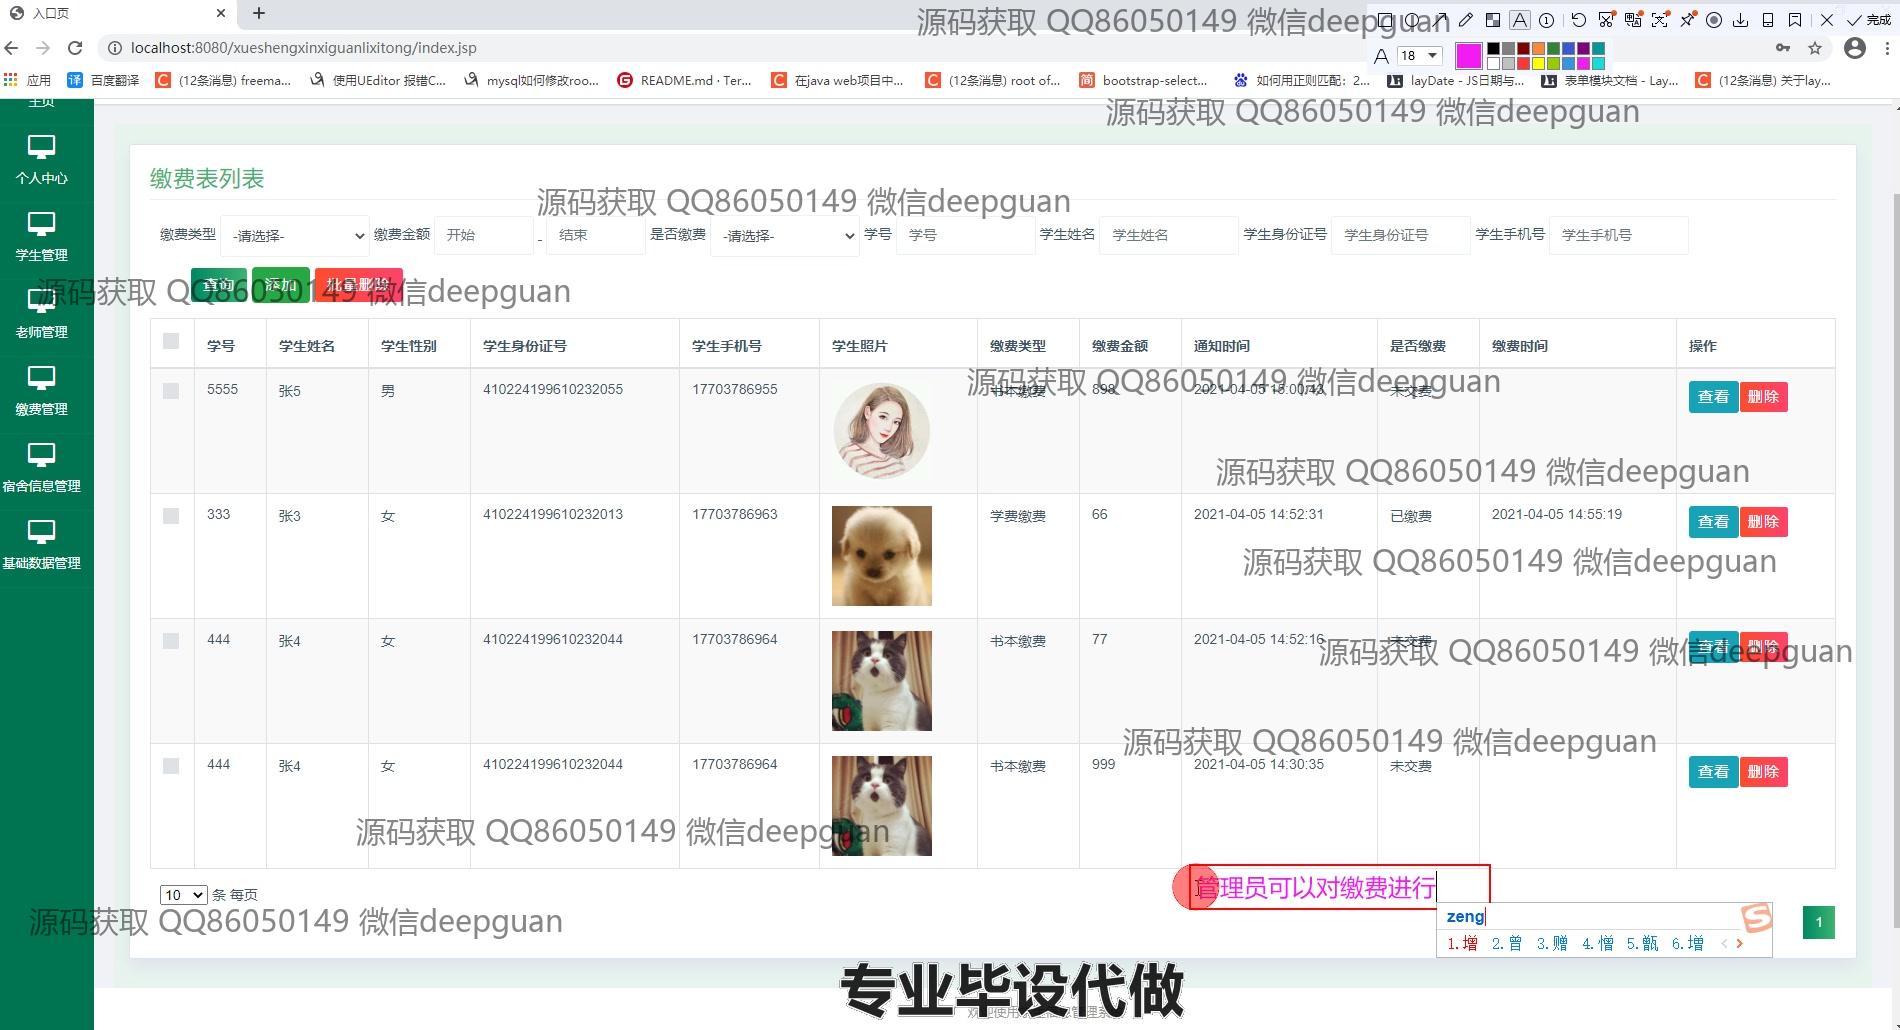 入口页
源码获取 QQ86050149 微信deepguan
完成
localhost:8080/xueshengxinxiguanlixitong/index.jsp
18
应用 百度翻译 (12条消息) freema... 使用UEditor 报错C... mysql如何修改roo... README.md · Ter... 在java web项目中... (12条消息) root of... bootstrap-select... 如何用正则匹配：2... layDate - JS日期与... 表单模块文档 - Lay... (12条消息) 关于lay...
主页
源码获取 QQ86050149 微信deepguan
个人中心
缴费表列表
源码获取 QQ86050149 微信deepguan
学生管理
缴费类型 -请选择- 缴费金额 开始 - 结束 是否缴费 -请选择- 学号 学号 学生姓名 学生姓名 学生身份证号 学生身份证号 学生手机号 学生手机号
查询 添加 批量删除
源码获取 QQ86050149 微信deepguan
老师管理
学号 学生姓名 学生性别 学生身份证号 学生手机号 学生照片 缴费类型 缴费金额 通知时间 是否缴费 缴费时间 操作
源码获取 QQ86050149 微信deepguan
5555 张5 男 410224199610232055 17703786955 书本缴费 898 2021-04-05 15:00:43 未交费 查看 删除
缴费管理
源码获取 QQ86050149 微信deepguan
宿舍信息管理
333 张3 女 410224199610232013 17703786963 学费缴费 66 2021-04-05 14:52:31 已缴费 2021-04-05 14:55:19 查看 删除
基础数据管理
源码获取 QQ86050149 微信deepguan
444 张4 女 410224199610232044 17703786964 书本缴费 77 2021-04-05 14:52:16 未交费 查看 删除
源码获取 QQ86050149 微信deepguan
源码获取 QQ86050149 微信deepguan
444 张4 女 410224199610232044 17703786964 书本缴费 999 2021-04-05 14:30:35 未交费 查看 删除
源码获取 QQ86050149 微信deepguan
管理员可以对缴费进行
10 条 每页
源码获取 QQ86050149 微信deepguan
zeng
1
1.增 2.曾 3.赠 4.憎 5.甑 6.增
专业毕设代做